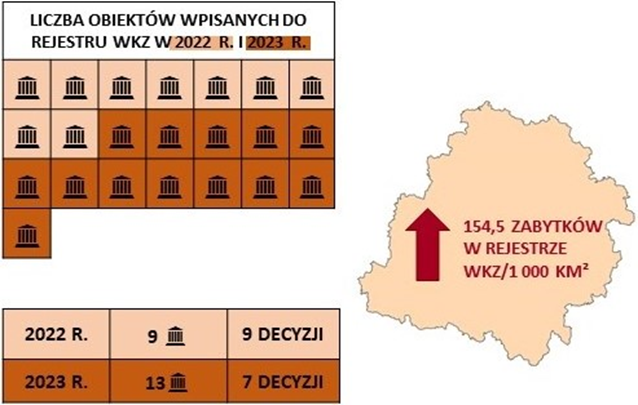 LICZBA OBIEKTÓW WPISANYCH DO
REJESTRU WKZ W 2022 R. I 2023 R.
154,5 ZABYTKÓW
W REJESTRZE
WKZ/1 000 KM²
2022 R. 9 9 DECYZJI
2023 R. 13 7 DECYZJI